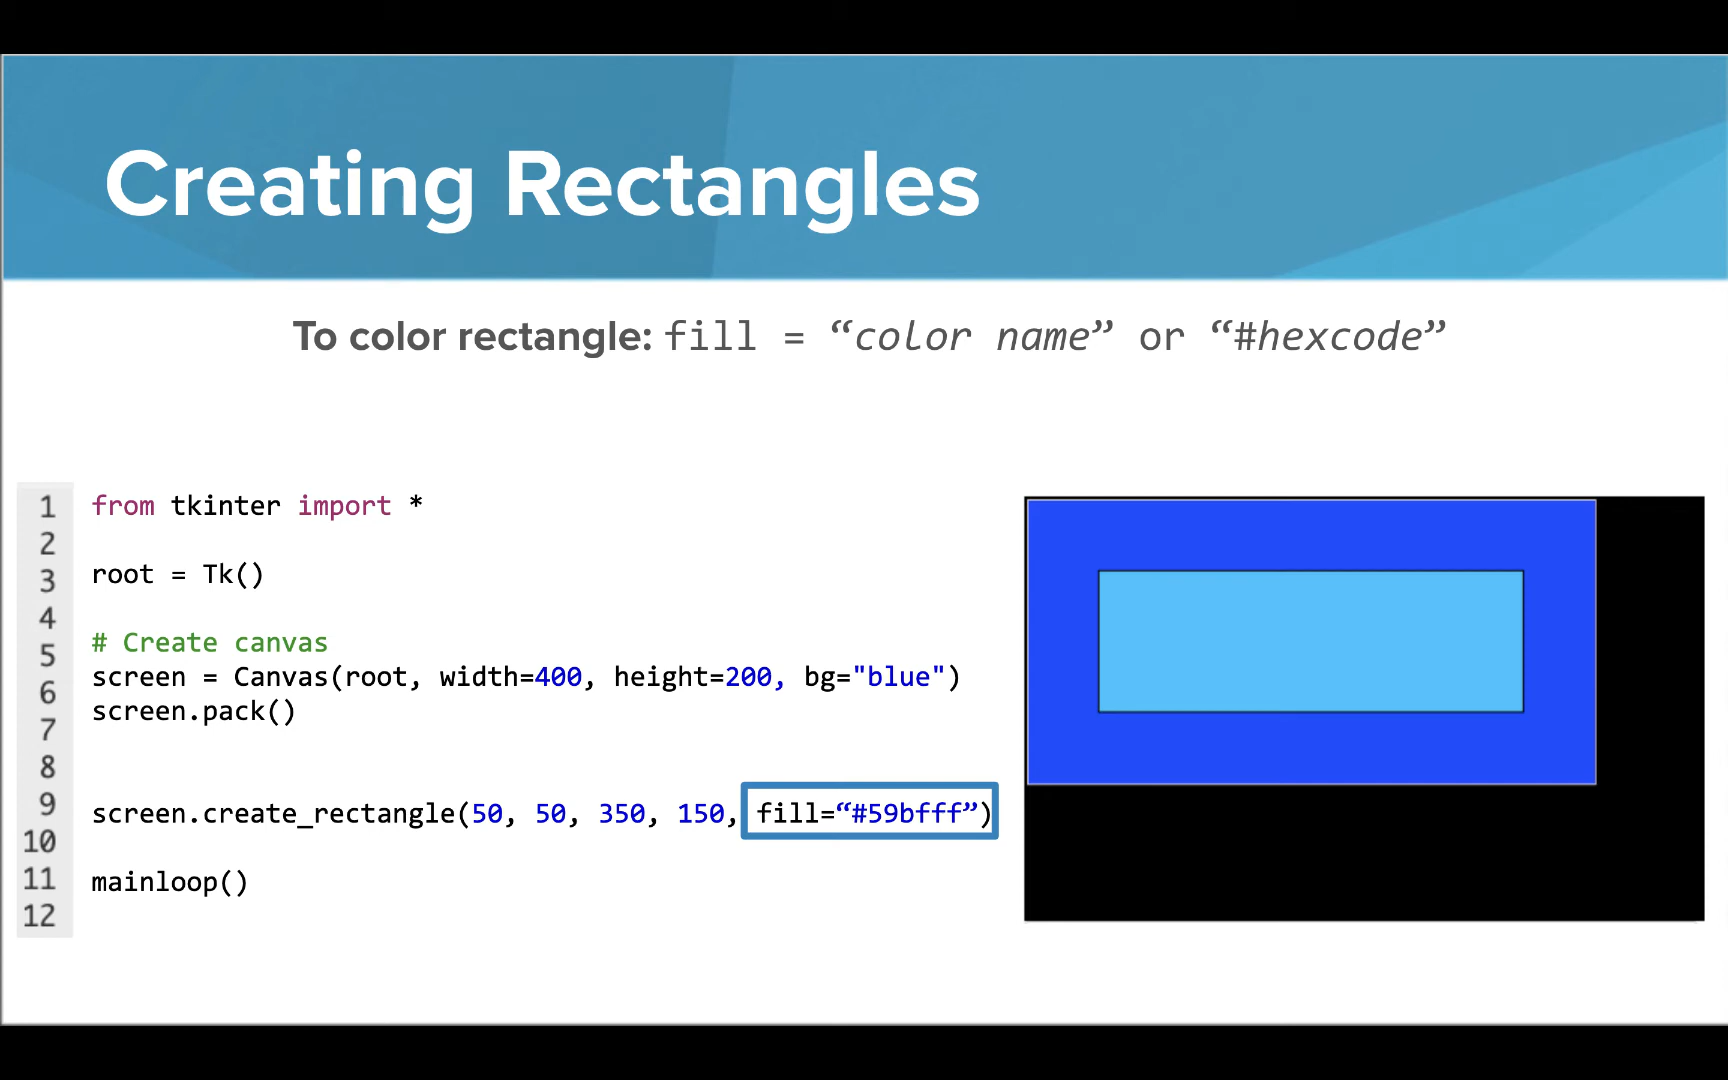 Creating Rectangles
To color rectangle: fill = “color name” or “#hexcode”
1 from tkinter import *
2
3 root = Tk()
4
5 # Create canvas
6 screen = Canvas(root, width=400, height=200, bg="blue")
7 screen.pack()
8
9 screen.create_rectangle(50, 50, 350, 150, fill=“#59bfff”)
10
11 mainloop()
12